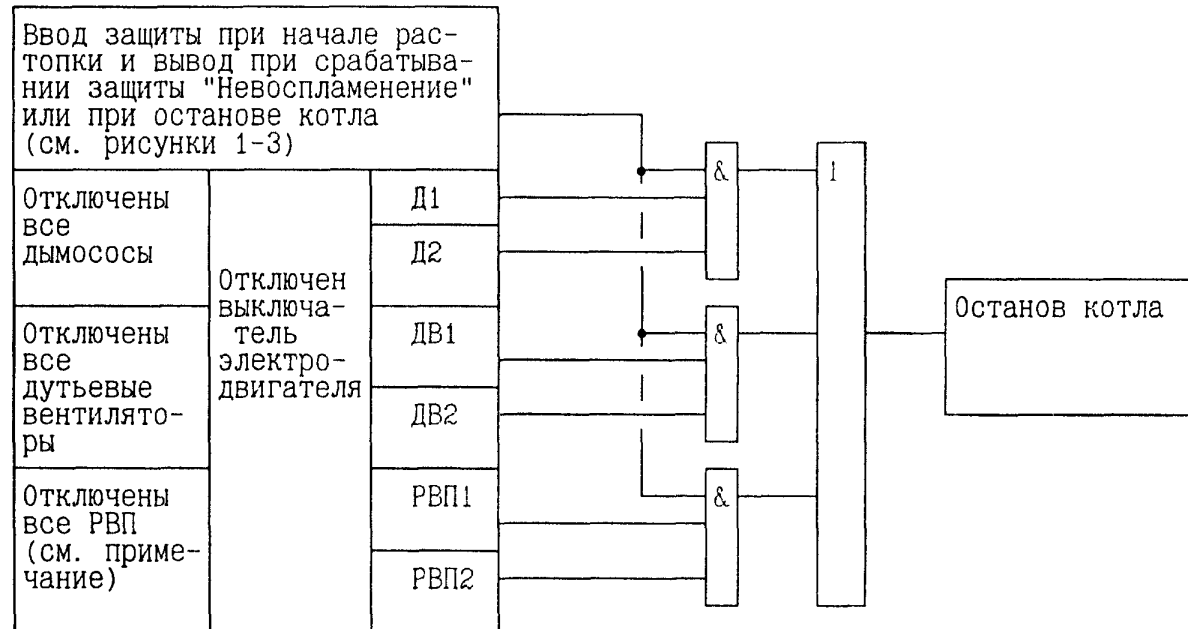 Ввод защиты при начале рас-
топки и вывод при срабатыва-
нии защиты "Невоспламенение"
или при останове котла
(см. рисунки 1-3)
Отключены
все
дымососы
Отключен
выключа-
тель
электро-
двигателя
Д1
Д2
Отключены
все
дутьевые
вентилято-
ры
ДВ1
ДВ2
Отключены
все РВП
(см. приме-
чание)
РВП1
РВП2
&
&
&
1
Останов котла